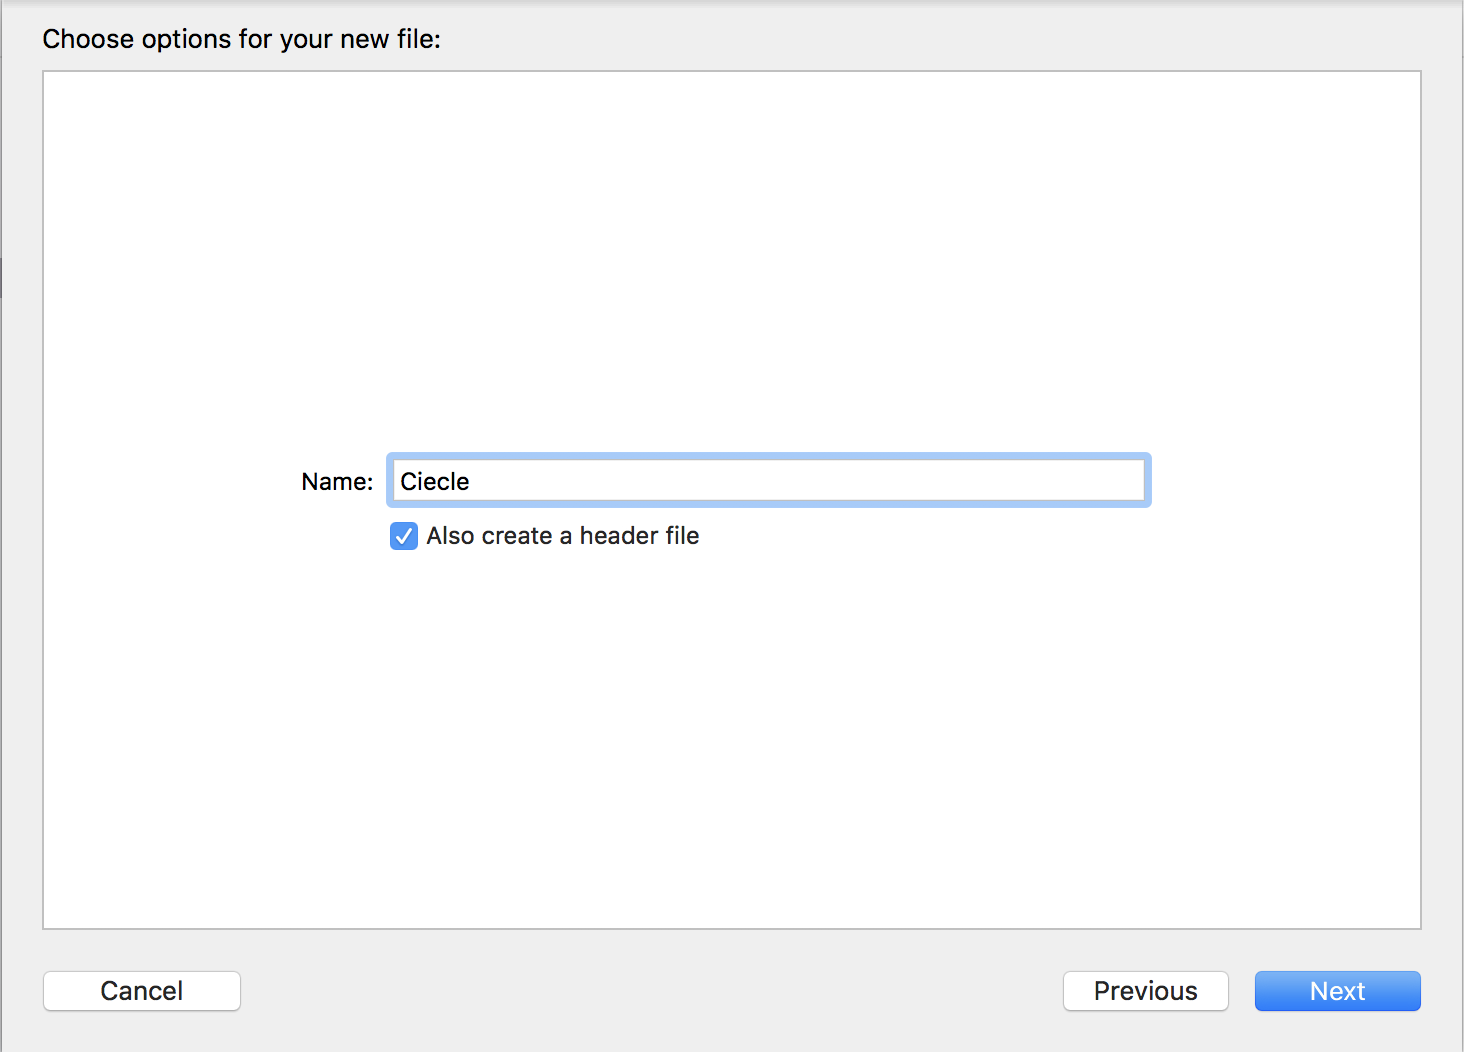 Choose options for your new file:
Name: Ciecle
Also create a header file
Cancel Previous Next